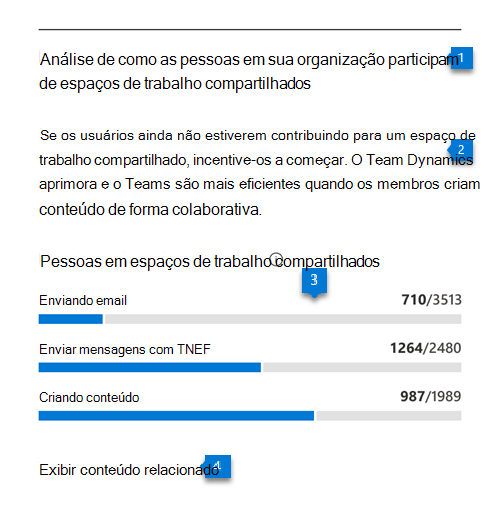 Análise de como as pessoas em sua organização participam 1
de espaços de trabalho compartilhados
Se os usuários ainda não estiverem contribuindo para um espaço de
trabalho compartilhado, incentive-os a começar. O Team Dynamics 2
aprimora e o Teams são mais eficientes quando os membros criam
conteúdo de forma colaborativa.
Pessoas em espaços de trabalho compartilhados
3
Enviando email 710/3513
Enviar mensagens com TNEF 1264/2480
Criando conteúdo 987/1989
Exibir conteúdo relacionado 4